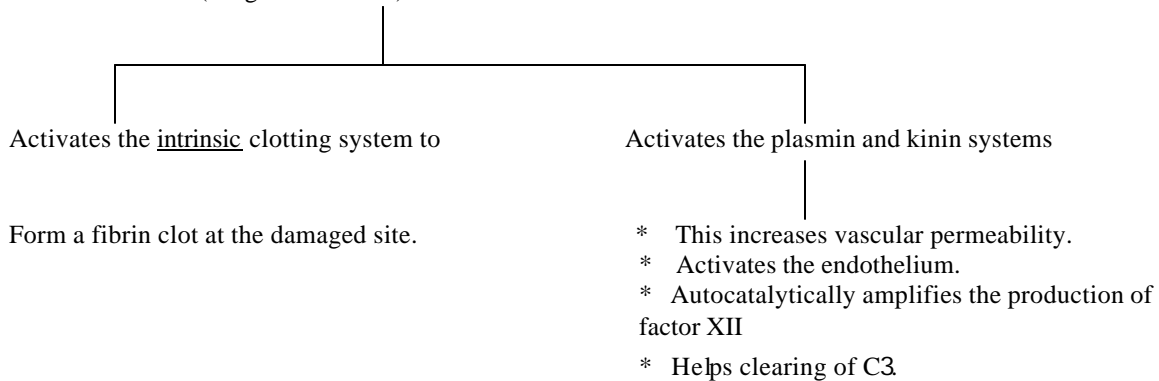 Activates the intrinsic clotting system to
Activates the plasmin and kinin systems
Form a fibrin clot at the damaged site.
* This increases vascular permeability.
* Activates the endothelium.
* Autocatalytically amplifies the production of
factor XII
* Helps clearing of C3.